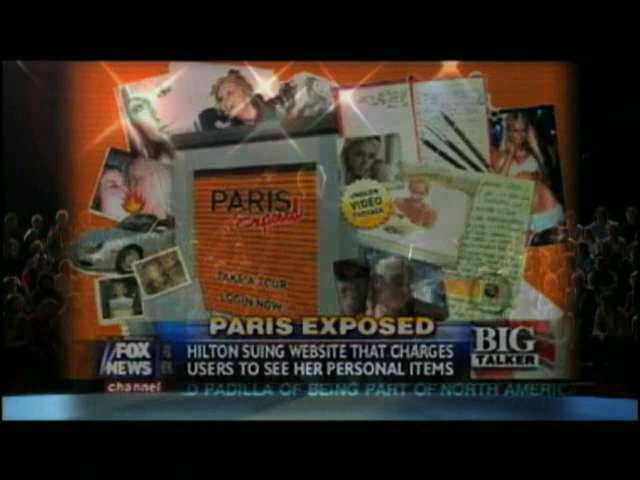 PARIS
Exposed
UNSEEN
VIDEO
FOOTAGE
TAKE A TOUR
LOGIN NOW
PARIS EXPOSED
FOX
NEWS
channel
HILTON SUING WEBSITE THAT CHARGES
USERS TO SEE HER PERSONAL ITEMS
BIG
TALKER
D PADILLA OF BEING PART OF NORTH AMERIC